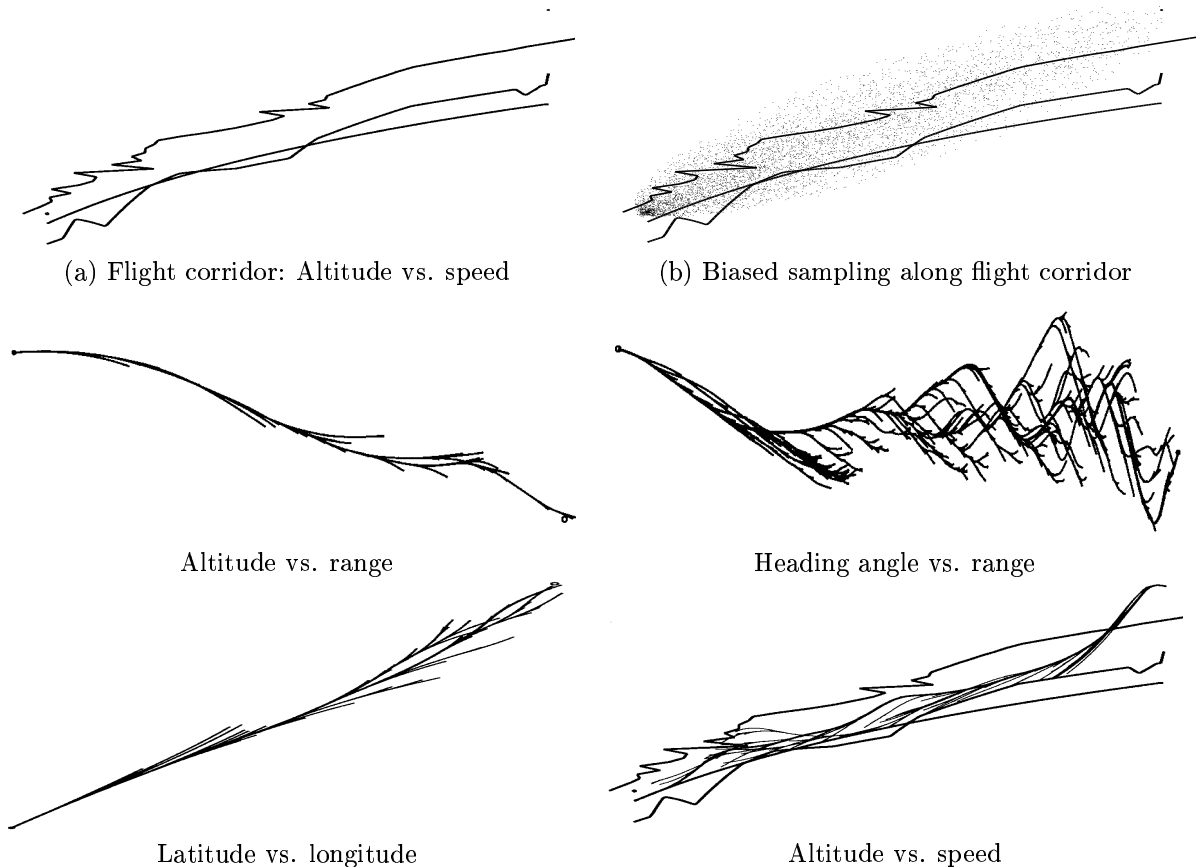 (a) Flight corridor: Altitude vs. speed
(b) Biased sampling along flight corridor
Altitude vs. range
Heading angle vs. range
Latitude vs. longitude
Altitude vs. speed